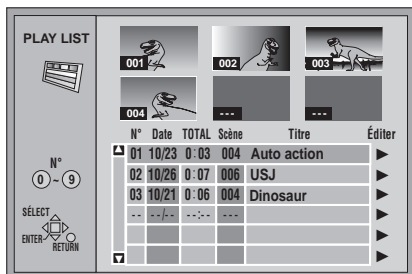 PLAY LIST
001 002 003
004 --- ---
N° Date TOTAL Scène Titre Éditer
01 10/23 0:03 004 Auto action
02 10/26 0:07 006 USJ
03 10/21 0:06 004 Dinosaur
-- --/-- --:-- ---
N°
0 ~ 9
SÉLECT
ENTER
RETURN